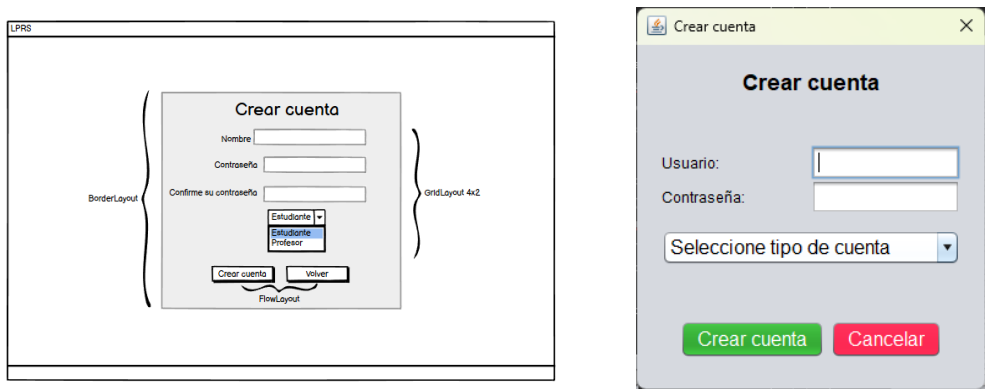 LPRS
Crear cuenta
Nombre
Contraseña
Confirme su contraseña
BorderLayout
GridLayout 4x2
Estudiante
Estudiante
Profesor
Crear cuenta
Volver
FlowLayout
Crear cuenta
Crear cuenta
Usuario:
Contraseña:
Seleccione tipo de cuenta
Crear cuenta
Cancelar